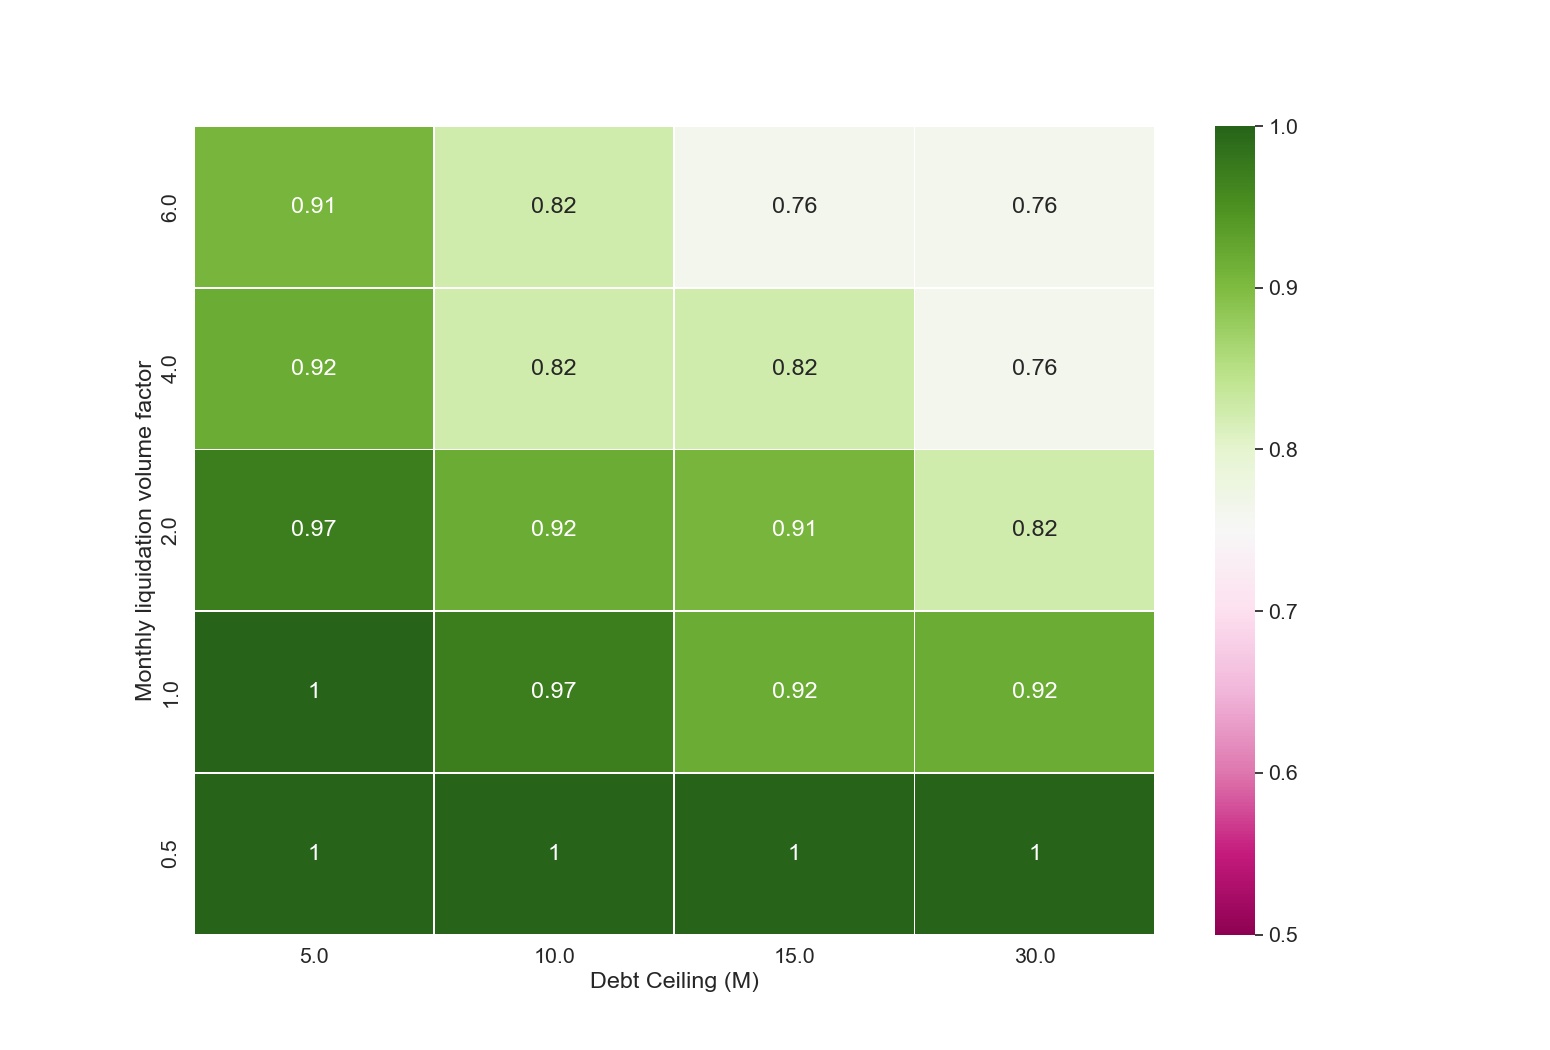 Monthly liquidation volume factor
6.0 0.91 0.82 0.76 0.76
4.0 0.92 0.82 0.82 0.76
2.0 0.97 0.92 0.91 0.82
1.0 1 0.97 0.92 0.92
0.5 1 1 1 1
5.0 10.0 15.0 30.0
Debt Ceiling (M)
1.0
0.9
0.8
0.7
0.6
0.5